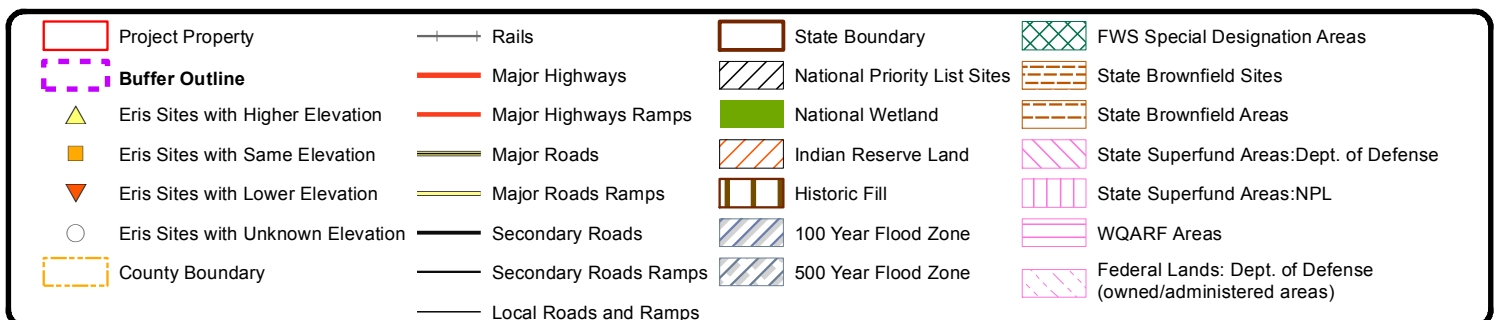 Project Property
Buffer Outline
Eris Sites with Higher Elevation
Eris Sites with Same Elevation
Eris Sites with Lower Elevation
Eris Sites with Unknown Elevation
County Boundary
Rails
Major Highways
Major Highways Ramps
Major Roads
Major Roads Ramps
Secondary Roads
Secondary Roads Ramps
Local Roads and Ramps
State Boundary
National Priority List Sites
National Wetland
Indian Reserve Land
Historic Fill
100 Year Flood Zone
500 Year Flood Zone
FWS Special Designation Areas
State Brownfield Sites
State Brownfield Areas
State Superfund Areas:Dept. of Defense
State Superfund Areas:NPL
WQARF Areas
Federal Lands: Dept. of Defense
(owned/administered areas)